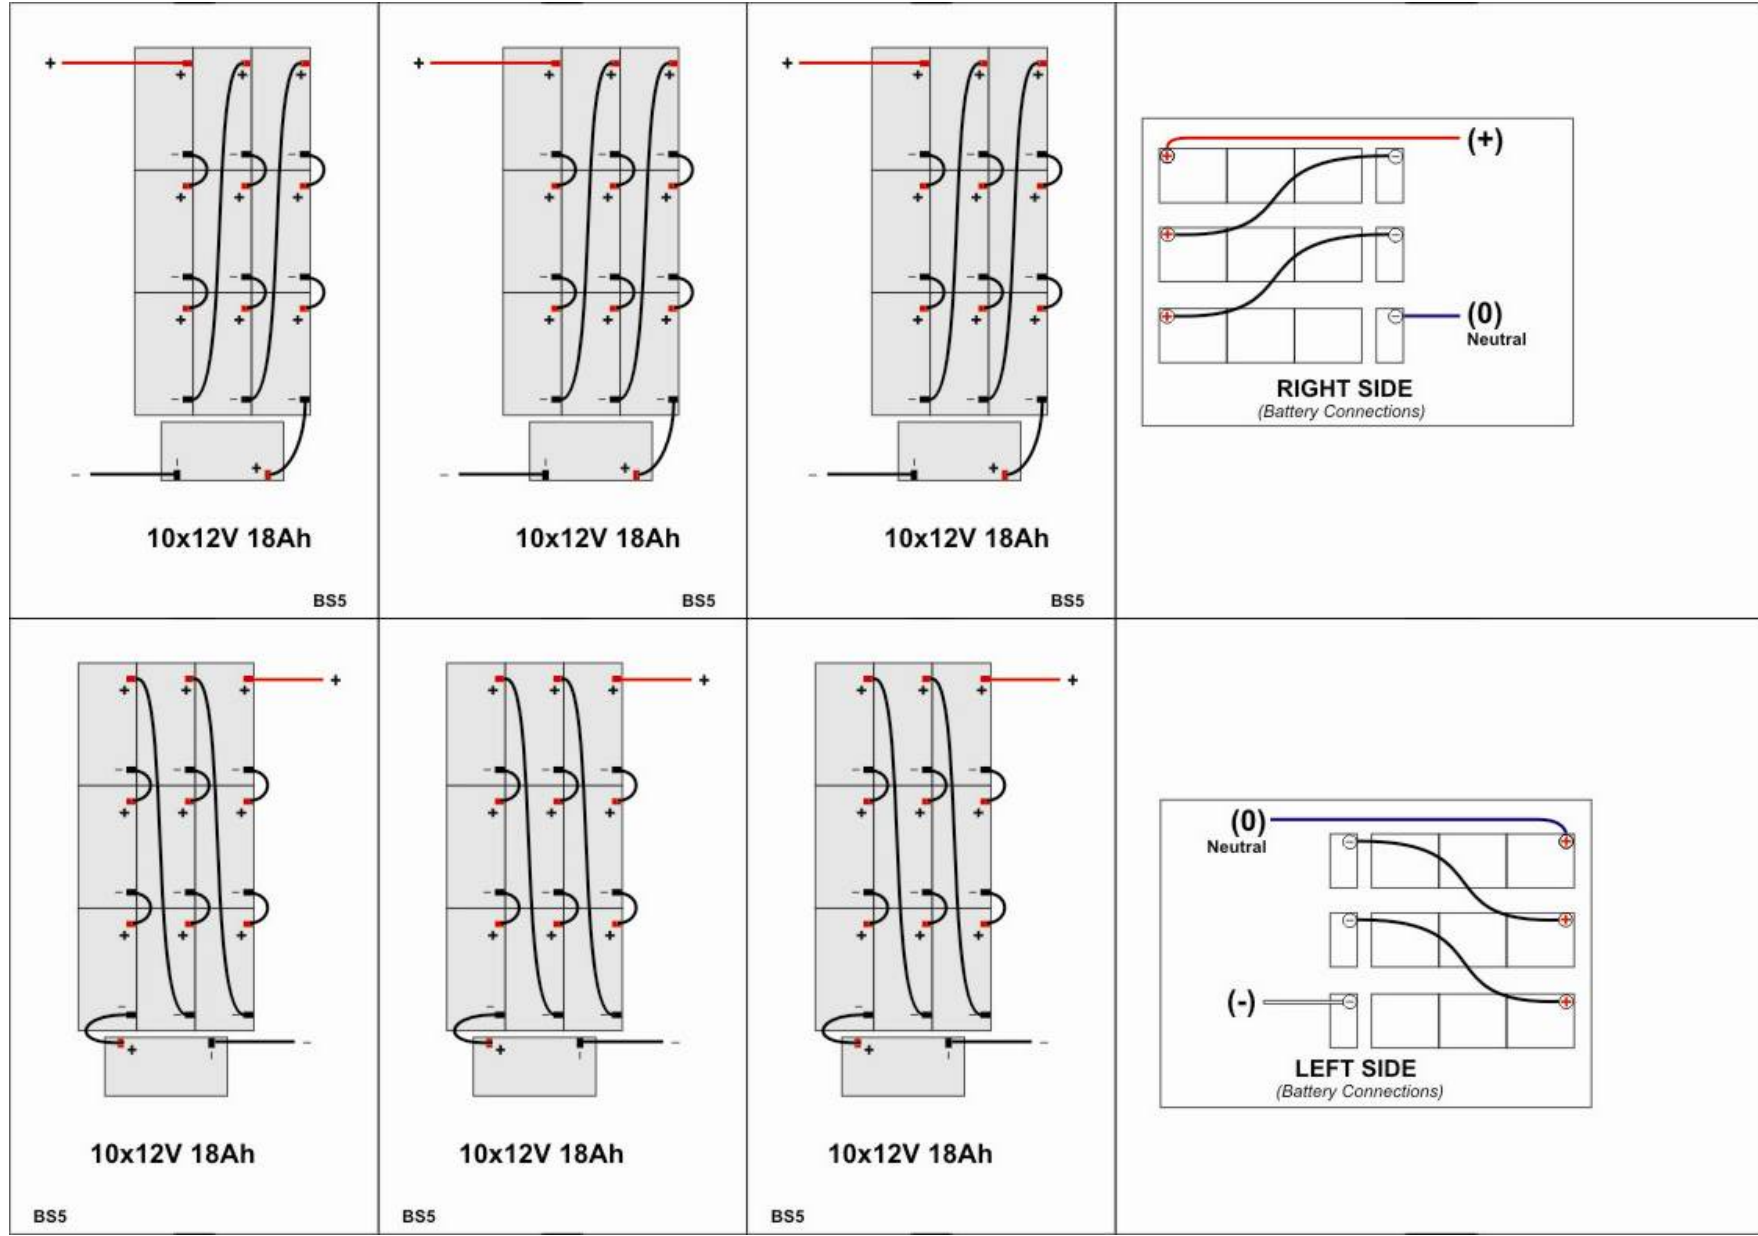 10x12V 18Ah
BS5
10x12V 18Ah
BS5
10x12V 18Ah
BS5
(+)
(0)
Neutral
RIGHT SIDE
(Battery Connections)
10x12V 18Ah
BS5
10x12V 18Ah
BS5
10x12V 18Ah
BS5
(0)
Neutral
(-)
LEFT SIDE
(Battery Connections)